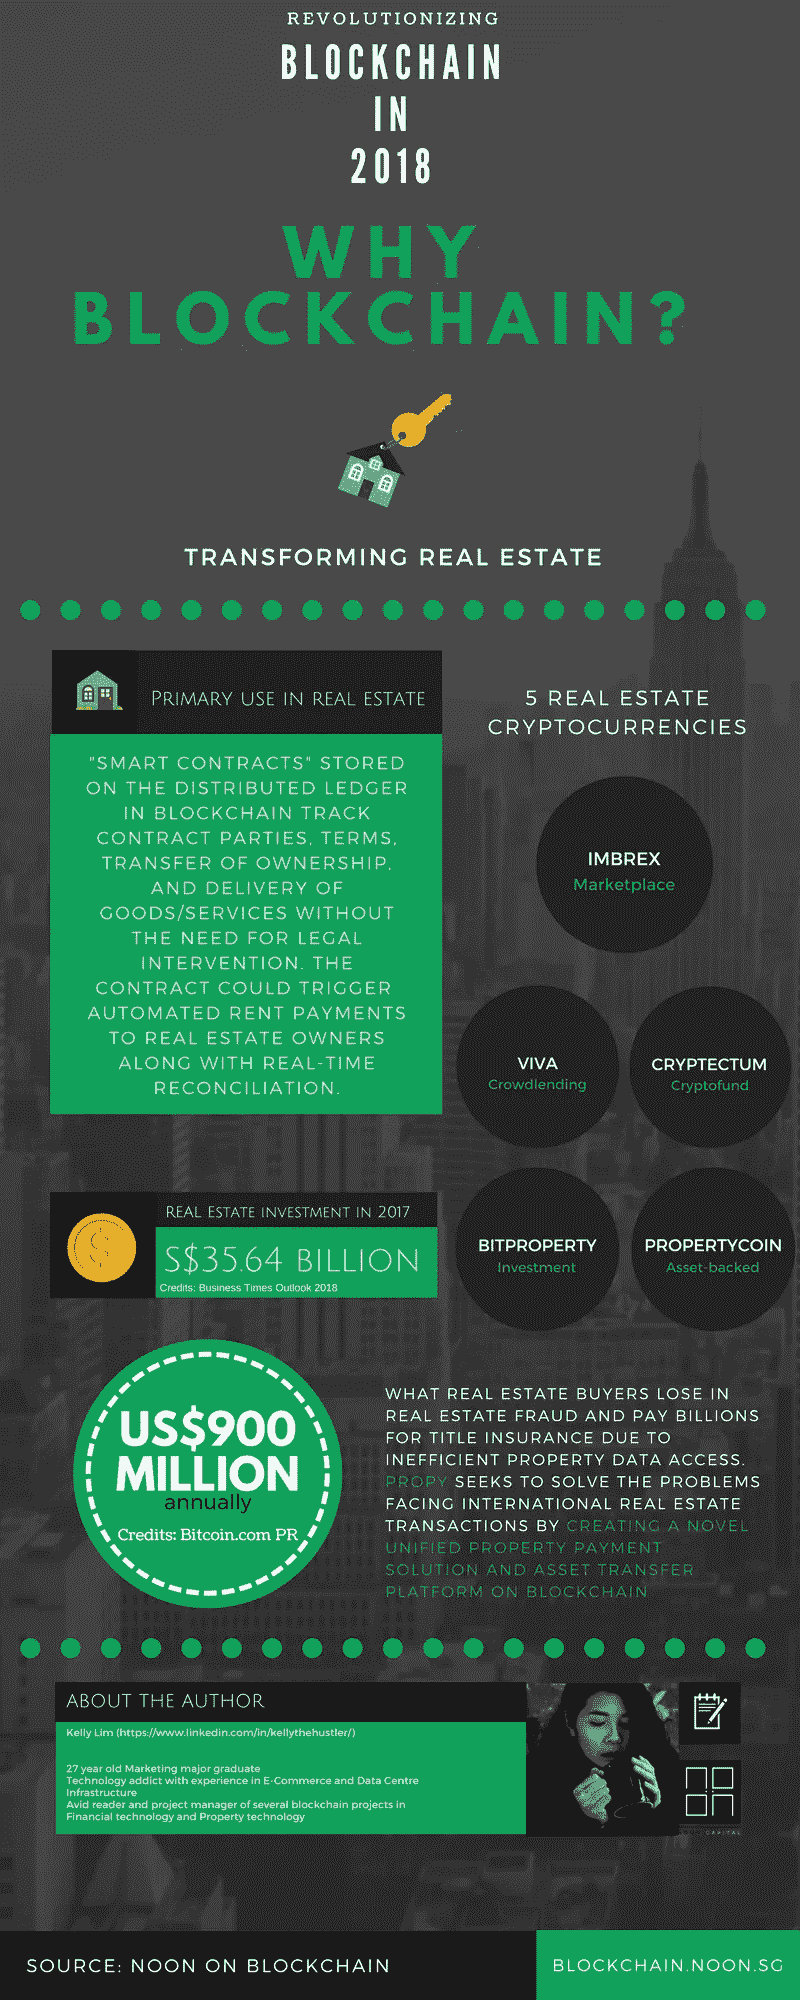 REVOLUTIONIZING
BLOCKCHAIN
IN
2018
WHY
BLOCKCHAIN?
TRANSFORMING REAL ESTATE
PRIMARY USE IN REAL ESTATE
"SMART CONTRACTS" STORED
ON THE DISTRIBUTED LEDGER
IN BLOCKCHAIN TRACK
CONTRACT PARTIES, TERMS,
TRANSFER OF OWNERSHIP,
AND DELIVERY OF
GOODS/SERVICES WITHOUT
THE NEED FOR LEGAL
INTERVENTION. THE
CONTRACT COULD TRIGGER
AUTOMATED RENT PAYMENTS
TO REAL ESTATE OWNERS
ALONG WITH REAL-TIME
RECONCILIATION.
5 REAL ESTATE
CRYPTOCURRENCIES
IMBREX
Marketplace
VIVA
Crowdlending
CRYPTECTUM
Cryptofund
BITPROPERTY
Investment
PROPERTYCOIN
Asset-backed
REAL ESTATE INVESTMENT IN 2017
S$35.64 BILLION
Credits: Business Times Outlook 2018
US$900
MILLION
annually
Credits: Bitcoin.com PR
WHAT REAL ESTATE BUYERS LOSE IN
REAL ESTATE FRAUD AND PAY BILLIONS
FOR TITLE INSURANCE DUE TO
INEFFICIENT PROPERTY DATA ACCESS.
PROPY SEEKS TO SOLVE THE PROBLEMS
FACING INTERNATIONAL REAL ESTATE
TRANSACTIONS BY CREATING A NOVEL
UNIFIED PROPERTY PAYMENT
SOLUTION AND ASSET TRANSFER
PLATFORM ON BLOCKCHAIN
ABOUT THE AUTHOR
Kelly Lim (https://www.linkedin.com/in/kellythehustler/)
27 year old Marketing major graduate
Technology addict with experience in E-Commerce and Data Centre
Infrastructure
Avid reader and project manager of several blockchain projects in
Financial technology and Property technology
CAPITAL
SOURCE: NOON ON BLOCKCHAIN
BLOCKCHAIN.NOON.SG